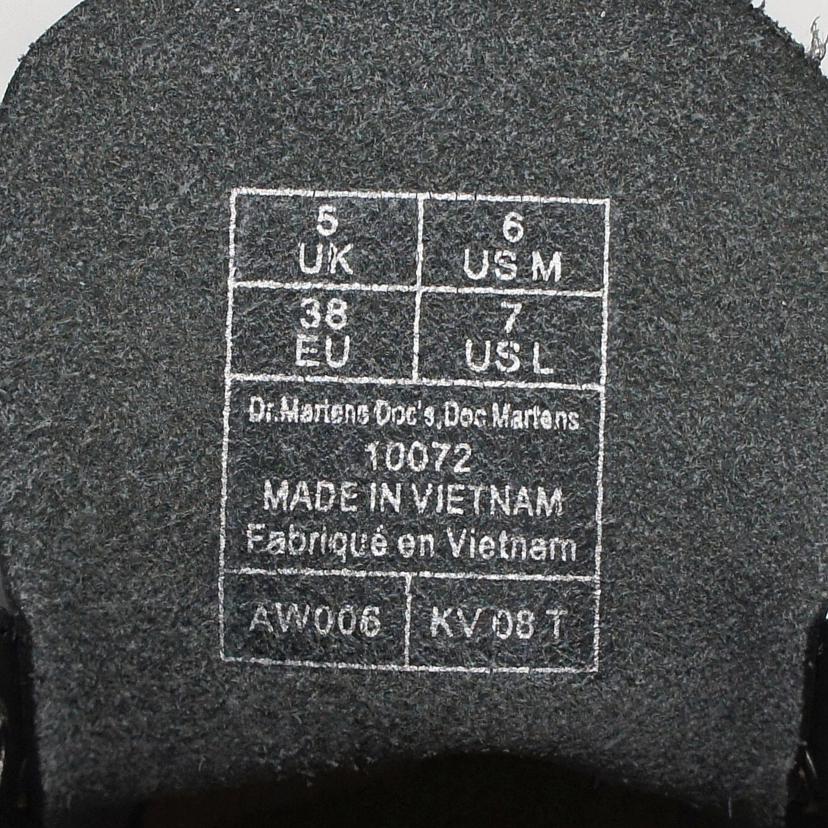 5
UK
6
US M
38
EU
7
US L
Dr.Martens Doc's, Doc Martens
10072
MADE IN VIETNAM
Fabriqué en Vietnam
AW006
KV 08 T